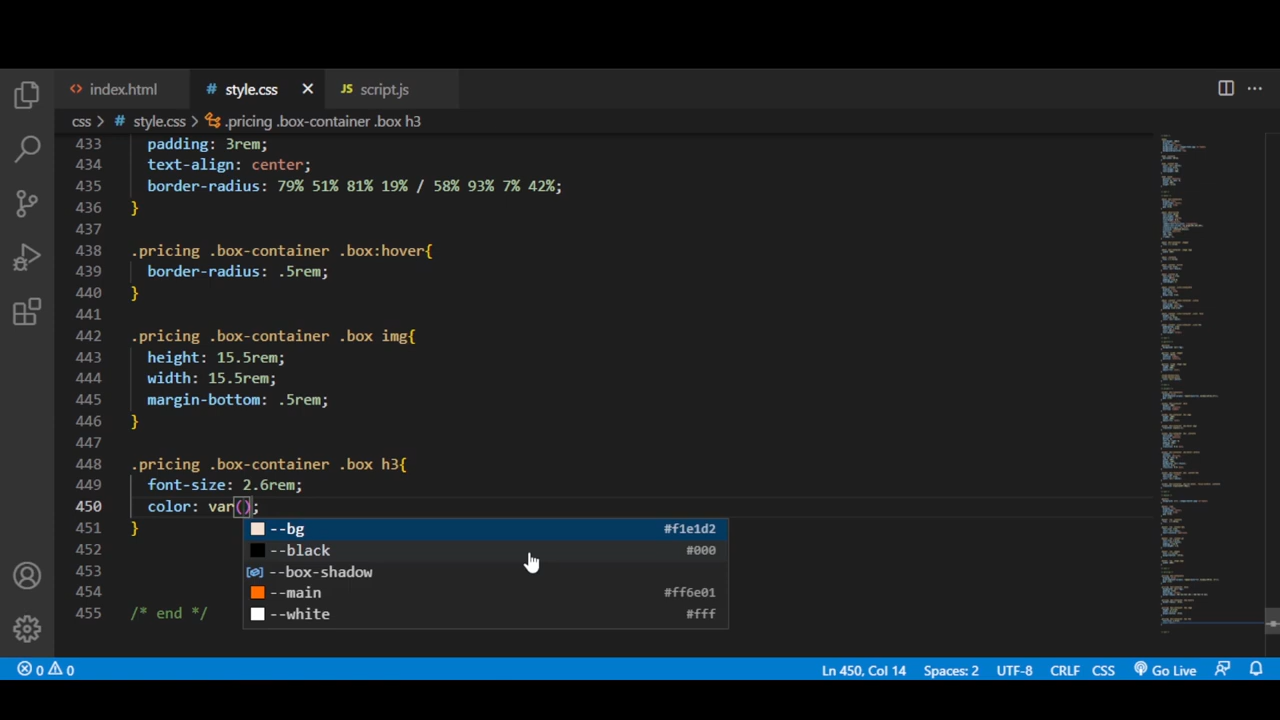 index.html
style.css
JS script.js
css > # style.css > .pricing .box-container .box h3
433 padding: 3rem;
434 text-align: center;
435 border-radius: 79% 51% 81% 19% / 58% 93% 7% 42%;
436 }
437
438 .pricing .box-container .box:hover{
439 border-radius: .5rem;
440 }
441
442 .pricing .box-container .box img{
443 height: 15.5rem;
444 width: 15.5rem;
445 margin-bottom: .5rem;
446 }
447
448 .pricing .box-container .box h3{
449 font-size: 2.6rem;
450 color: var();
451 }
--bg #f1e1d2
452
--black #000
453
--box-shadow
454
--main #ff6e01
455 /* end */
--white #fff
0 0 Ln 450, Col 14 Spaces: 2 UTF-8 CRLF CSS Go Live